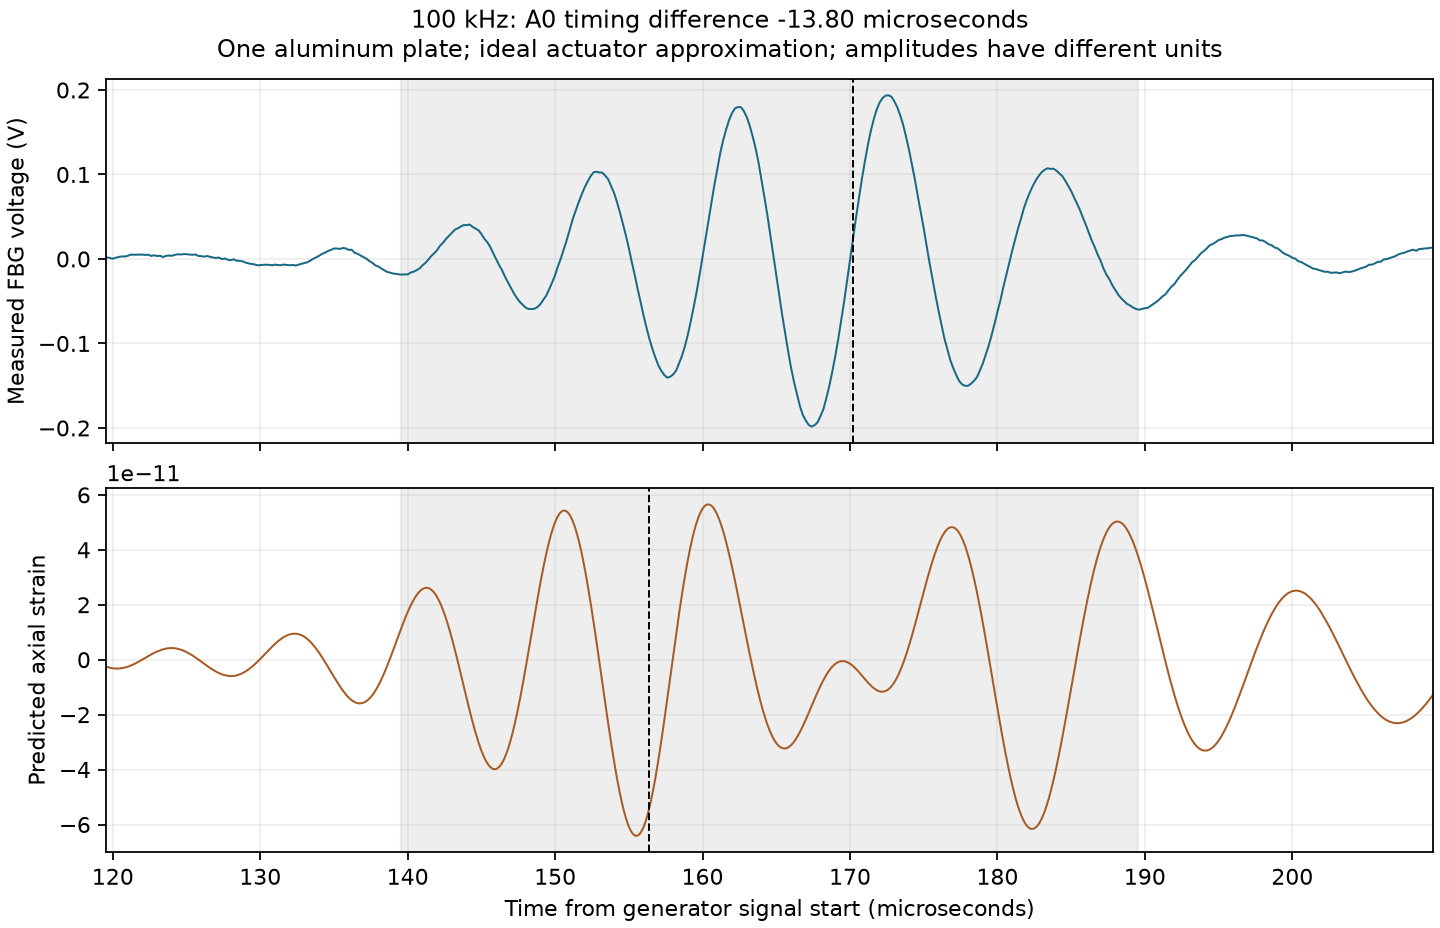 100 kHz: A0 timing difference -13.80 microseconds
One aluminum plate; ideal actuator approximation; amplitudes have different units
Measured FBG voltage (V)
0.2
0.1
0.0
−0.1
−0.2
1e−11
Predicted axial strain
6
4
2
0
−2
−4
−6
120 130 140 150 160 170 180 190 200
Time from generator signal start (microseconds)